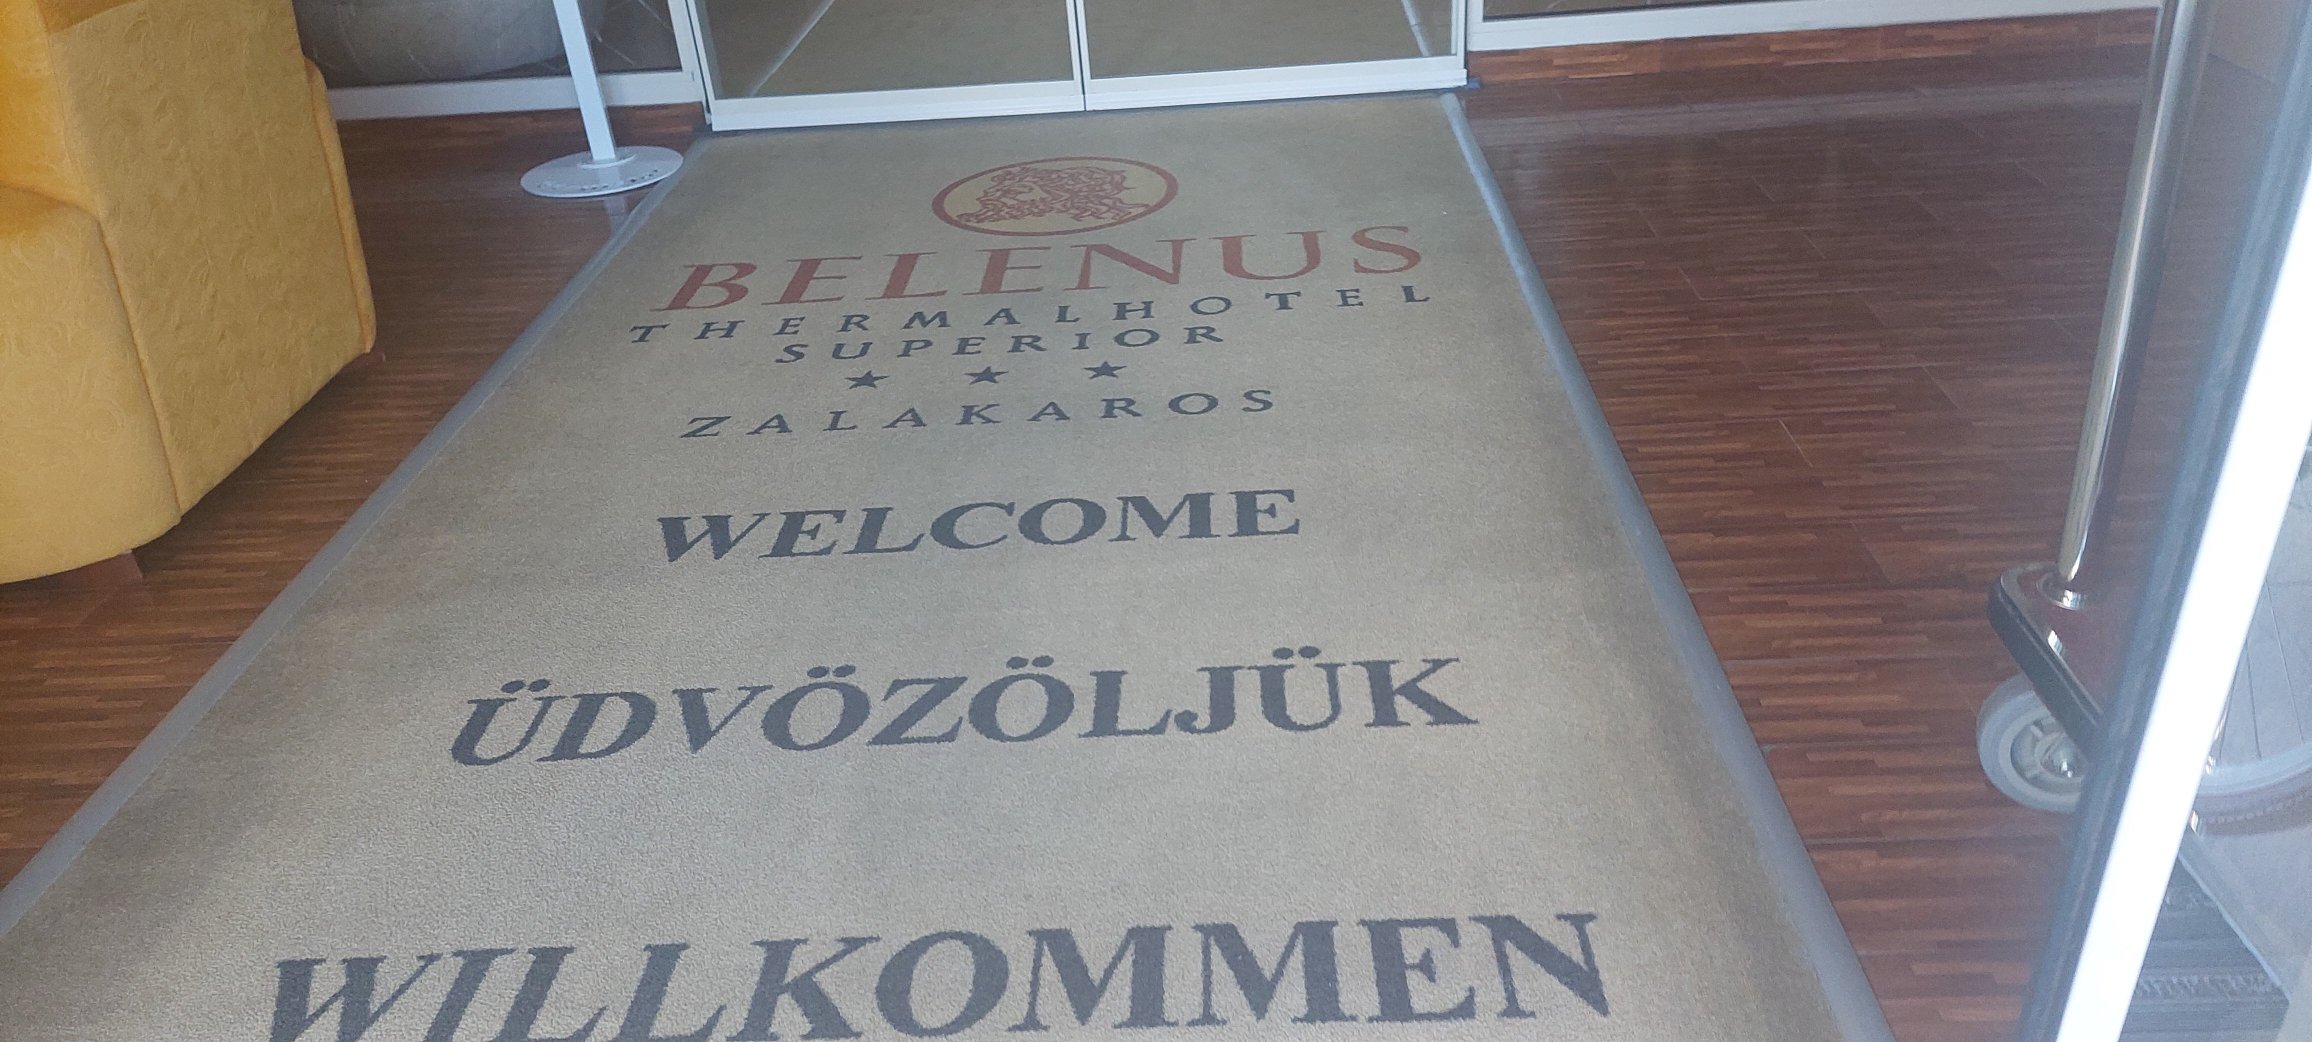 BELENUS
THERMALHOTEL
SUPERIOR
ZALAKAROS
WELCOME
ÜDVÖZÖLJÜK
WILLKOMMEN